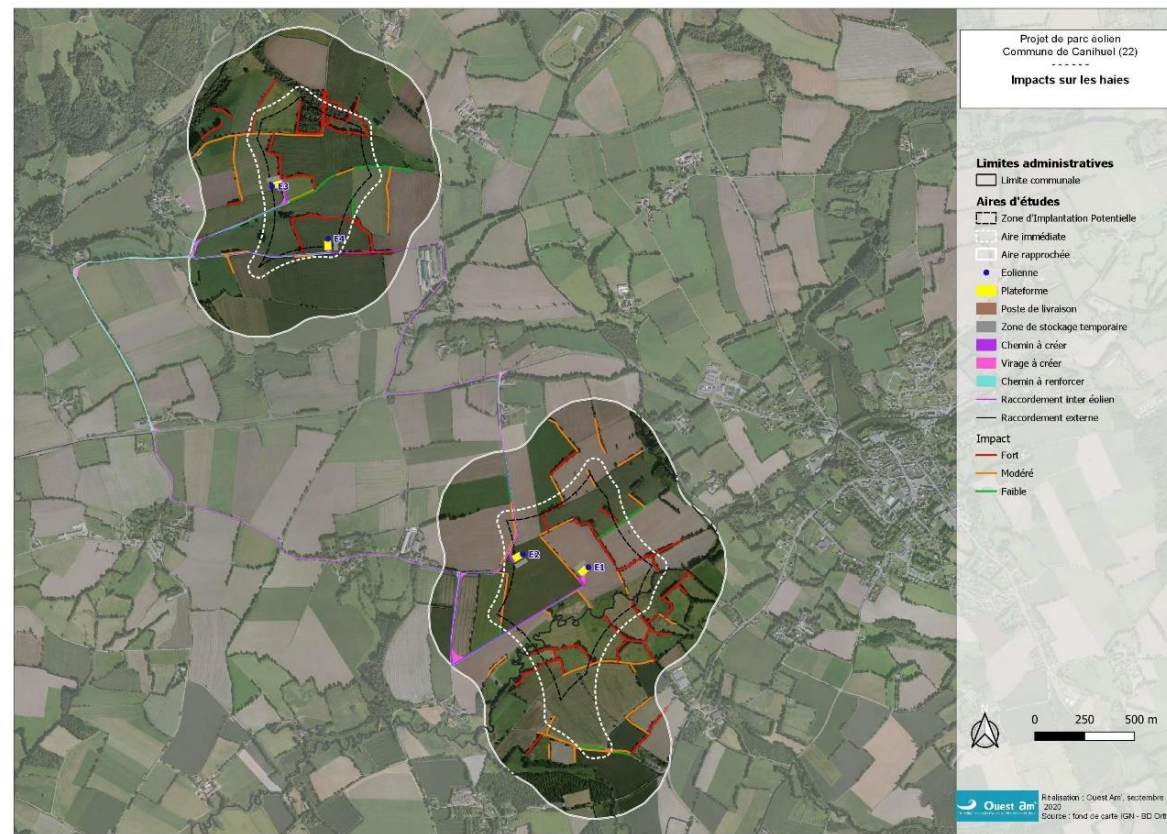 Projet de parc éolien
Commune de Canihuel (22)
- - - - - -
Impacts sur les haies
Limites administratives
Limite communale
Aires d'études
Zone d'Implantation Potentielle
Aire immédiate
Aire rapprochée
Eolienne
Plateforme
Poste de livraison
Zone de stockage temporaire
Chemin à créer
Virage à créer
Chemin à renforcer
Raccordement inter éolien
Raccordement externe
Impact
Fort
Modéré
Faible
E3
E4
E2
E1
N
0 250 500 m
Ouest Am'
Réalisation : Ouest Am', septembre
2020
Source : fond de carte IGN - BD Ort